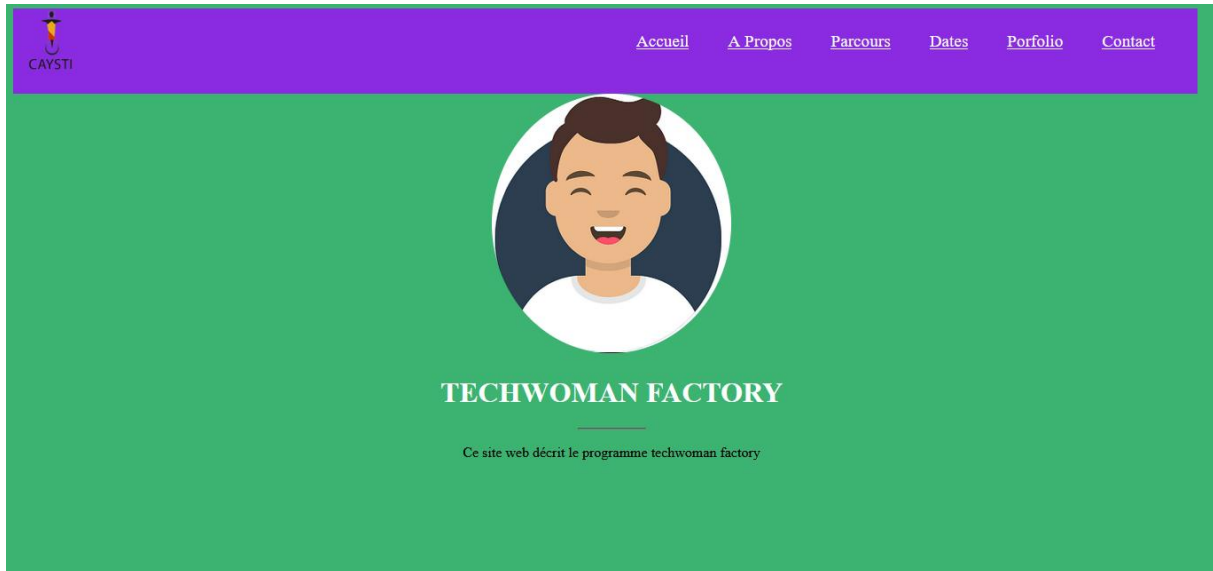 CAYSTI
Accueil A Propos Parcours Dates Porfolio Contact
TECHWOMAN FACTORY
Ce site web décrit le programme techwoman factory